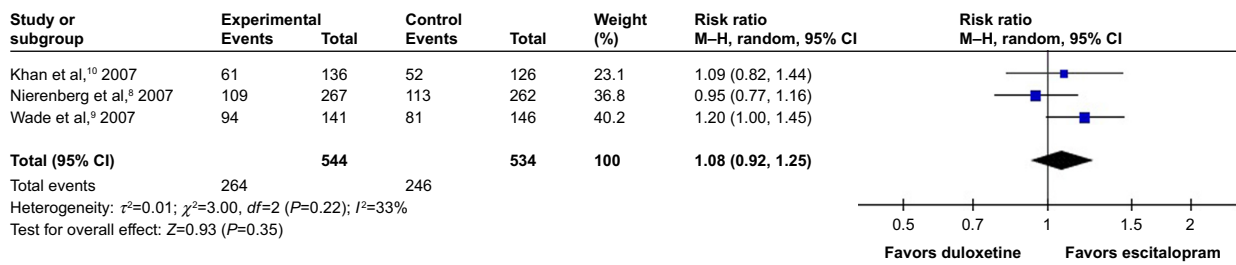 Study or subgroup Experimental Control Weight (%) Risk ratio M–H, random, 95% CI Risk ratio M–H, random, 95% CI
Events Total Events Total
Khan et al,¹⁰ 2007 61 136 52 126 23.1 1.09 (0.82, 1.44)
Nierenberg et al,⁸ 2007 109 267 113 262 36.8 0.95 (0.77, 1.16)
Wade et al,⁹ 2007 94 141 81 146 40.2 1.20 (1.00, 1.45)
Total (95% CI) 544 534 100 1.08 (0.92, 1.25)
Total events 264 246
Heterogeneity: τ²=0.01; χ²=3.00, df=2 (P=0.22); I²=33%
Test for overall effect: Z=0.93 (P=0.35)
0.5 0.7 1 1.5 2
Favors duloxetine Favors escitalopram